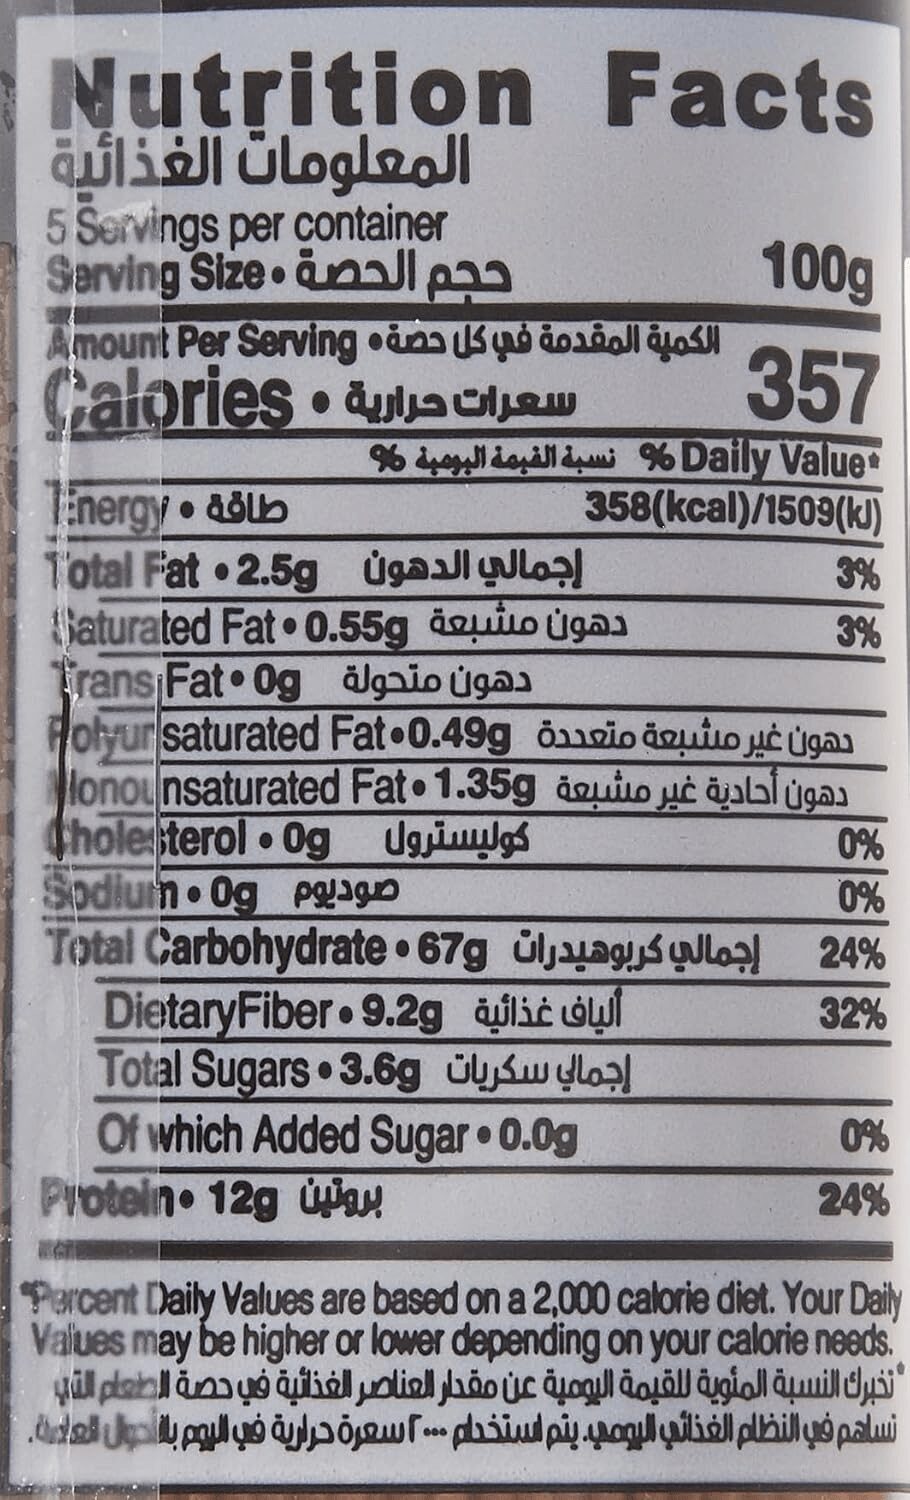 Nutrition Facts
المعلومات الغذائية
5 Servings per container
Serving Size • حجم الحصة 100g
Amount Per Serving • الكمية المقدمة في كل حصة
Calories • سعرات حرارية 357
% نسبة القيمة اليومية % Daily Value*
Energy • طاقة 358(kcal)/1509(kJ)
Total Fat • 2.5g إجمالي الدهون 3%
Saturated Fat • 0.55g دهون مشبعة 3%
Trans Fat • 0g دهون متحولة
Polyunsaturated Fat • 0.49g دهون غير مشبعة متعددة
Monounsaturated Fat • 1.35g دهون أحادية غير مشبعة
Cholesterol • 0g كوليسترول 0%
Sodium • 0g صوديوم 0%
Total Carbohydrate • 67g إجمالي كربوهيدرات 24%
DietaryFiber • 9.2g ألياف غذائية 32%
Total Sugars • 3.6g إجمالي سكريات
Of which Added Sugar • 0.0g 0%
Protein • 12g بروتين 24%
*Percent Daily Values are based on a 2,000 calorie diet. Your Daily
Values may be higher or lower depending on your calorie needs.
*تخبرك النسبة المئوية للقيمة اليومية عن مقدار العناصر الغذائية في حصة الطعام التي
تساهم في النظام الغذائي اليومي. يتم استخدام ٢٠٠٠ سعرة حرارية في اليوم بالأحوال العامة.